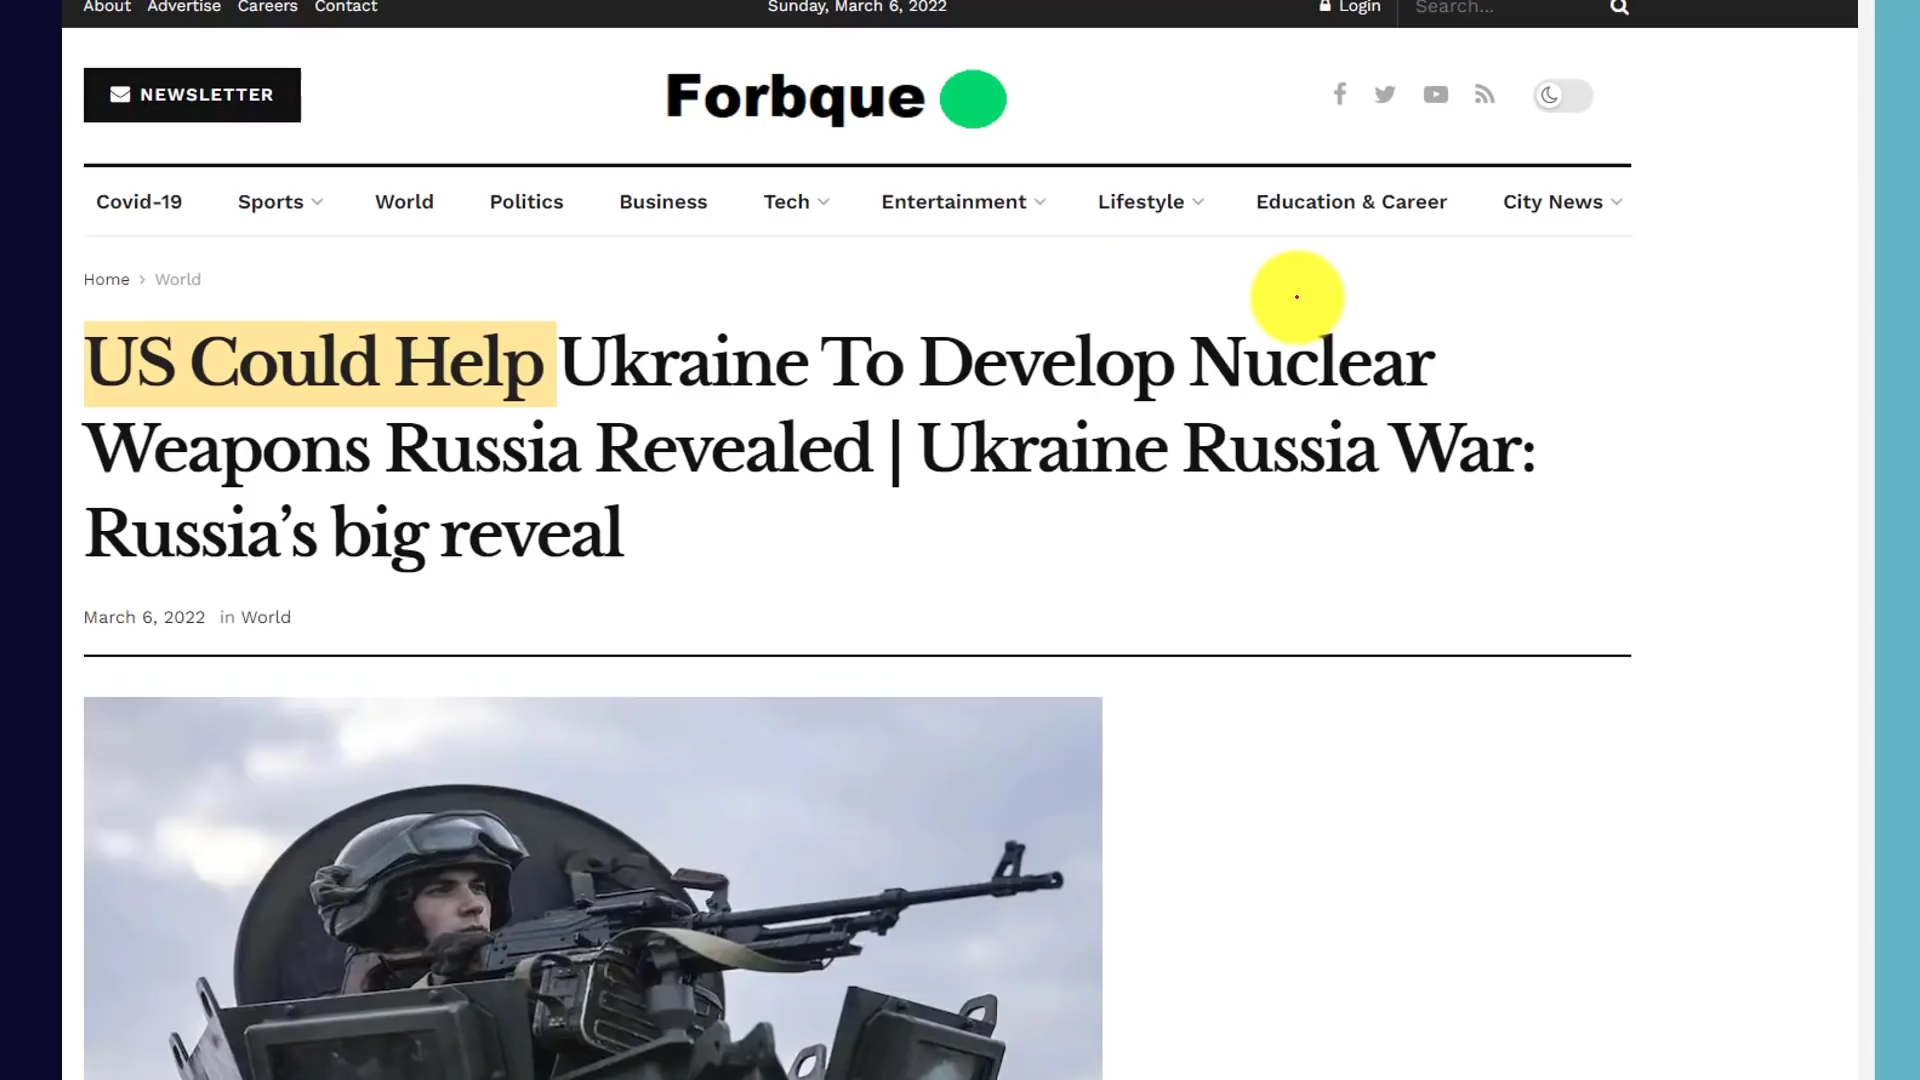 About Advertise Careers Contact Sunday, March 6, 2022 Login Search...
NEWSLETTER Forbque
Covid-19 Sports World Politics Business Tech Entertainment Lifestyle Education & Career City News
Home > World
US Could Help Ukraine To Develop Nuclear
Weapons Russia Revealed | Ukraine Russia War:
Russia’s big reveal
March 6, 2022 in World